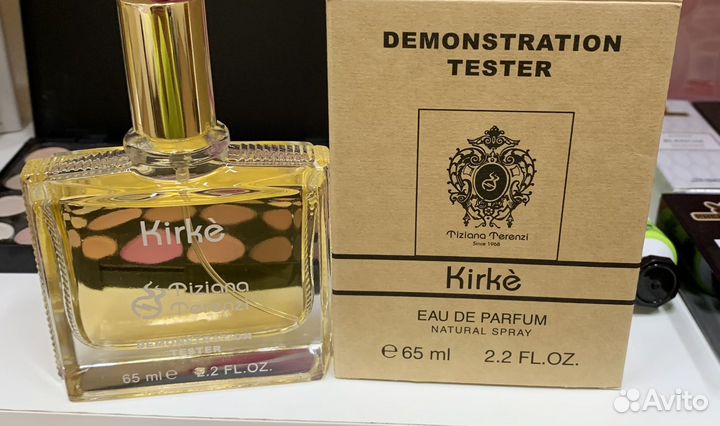 Kirkè
Tiziana
Terenzi
DEMONSTRATION
TESTER
65 ml e 2.2 FL.OZ.
DEMONSTRATION
TESTER
Tiziana Terenzi
Since 1968
Kirkè
EAU DE PARFUM
NATURAL SPRAY
e 65 ml 2.2 FL.OZ.
Avito